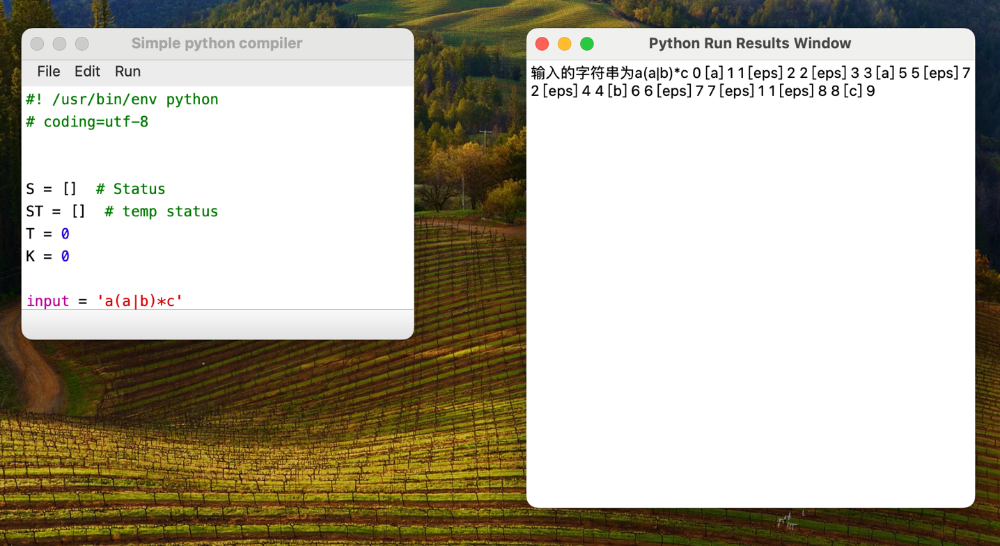 Simple python compiler
File Edit Run
#! /usr/bin/env python
# coding=utf-8
S = [] # Status
ST = [] # temp status
T = 0
K = 0
input = 'a(a|b)*c'
Python Run Results Window
输入的字符串为a(a|b)*c 0 [a] 1 1 [eps] 2 2 [eps] 3 3 [a] 5 5 [eps] 7
2 [eps] 4 4 [b] 6 6 [eps] 7 7 [eps] 1 1 [eps] 8 8 [c] 9